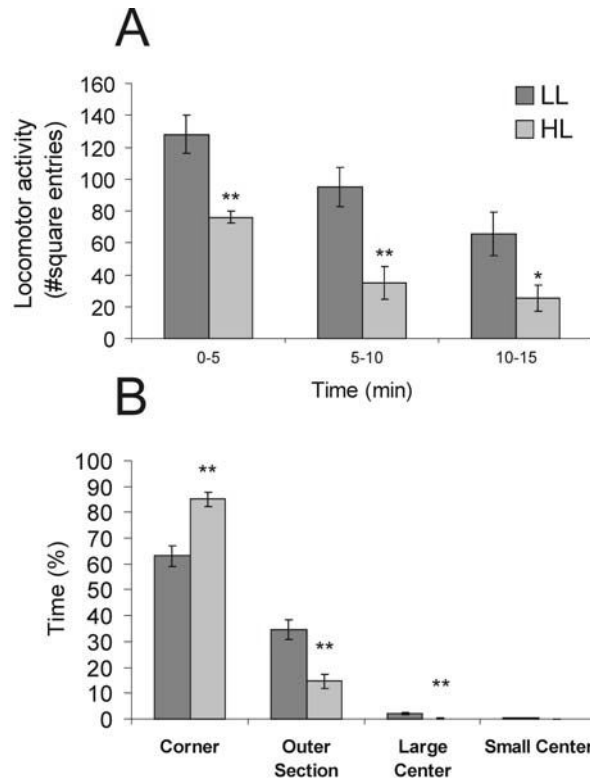 A
Locomotor activity
(#square entries)
160
140
120
100
80
60
40
20
0
LL
HL
**
**
*
0-5 5-10 10-15
Time (min)
B
Time (%)
100
90
80
70
60
50
40
30
20
10
0
**
**
**
Corner Outer Section Large Center Small Center